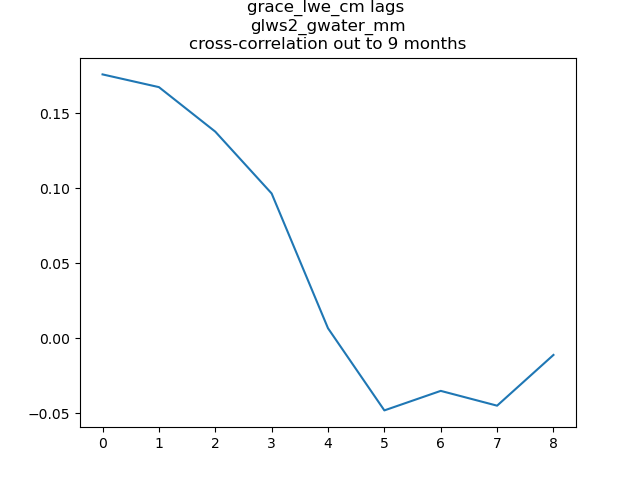 grace_lwe_cm lags
glws2_gwater_mm
cross-correlation out to 9 months
0.15
0.10
0.05
0.00
−0.05
0 1 2 3 4 5 6 7 8